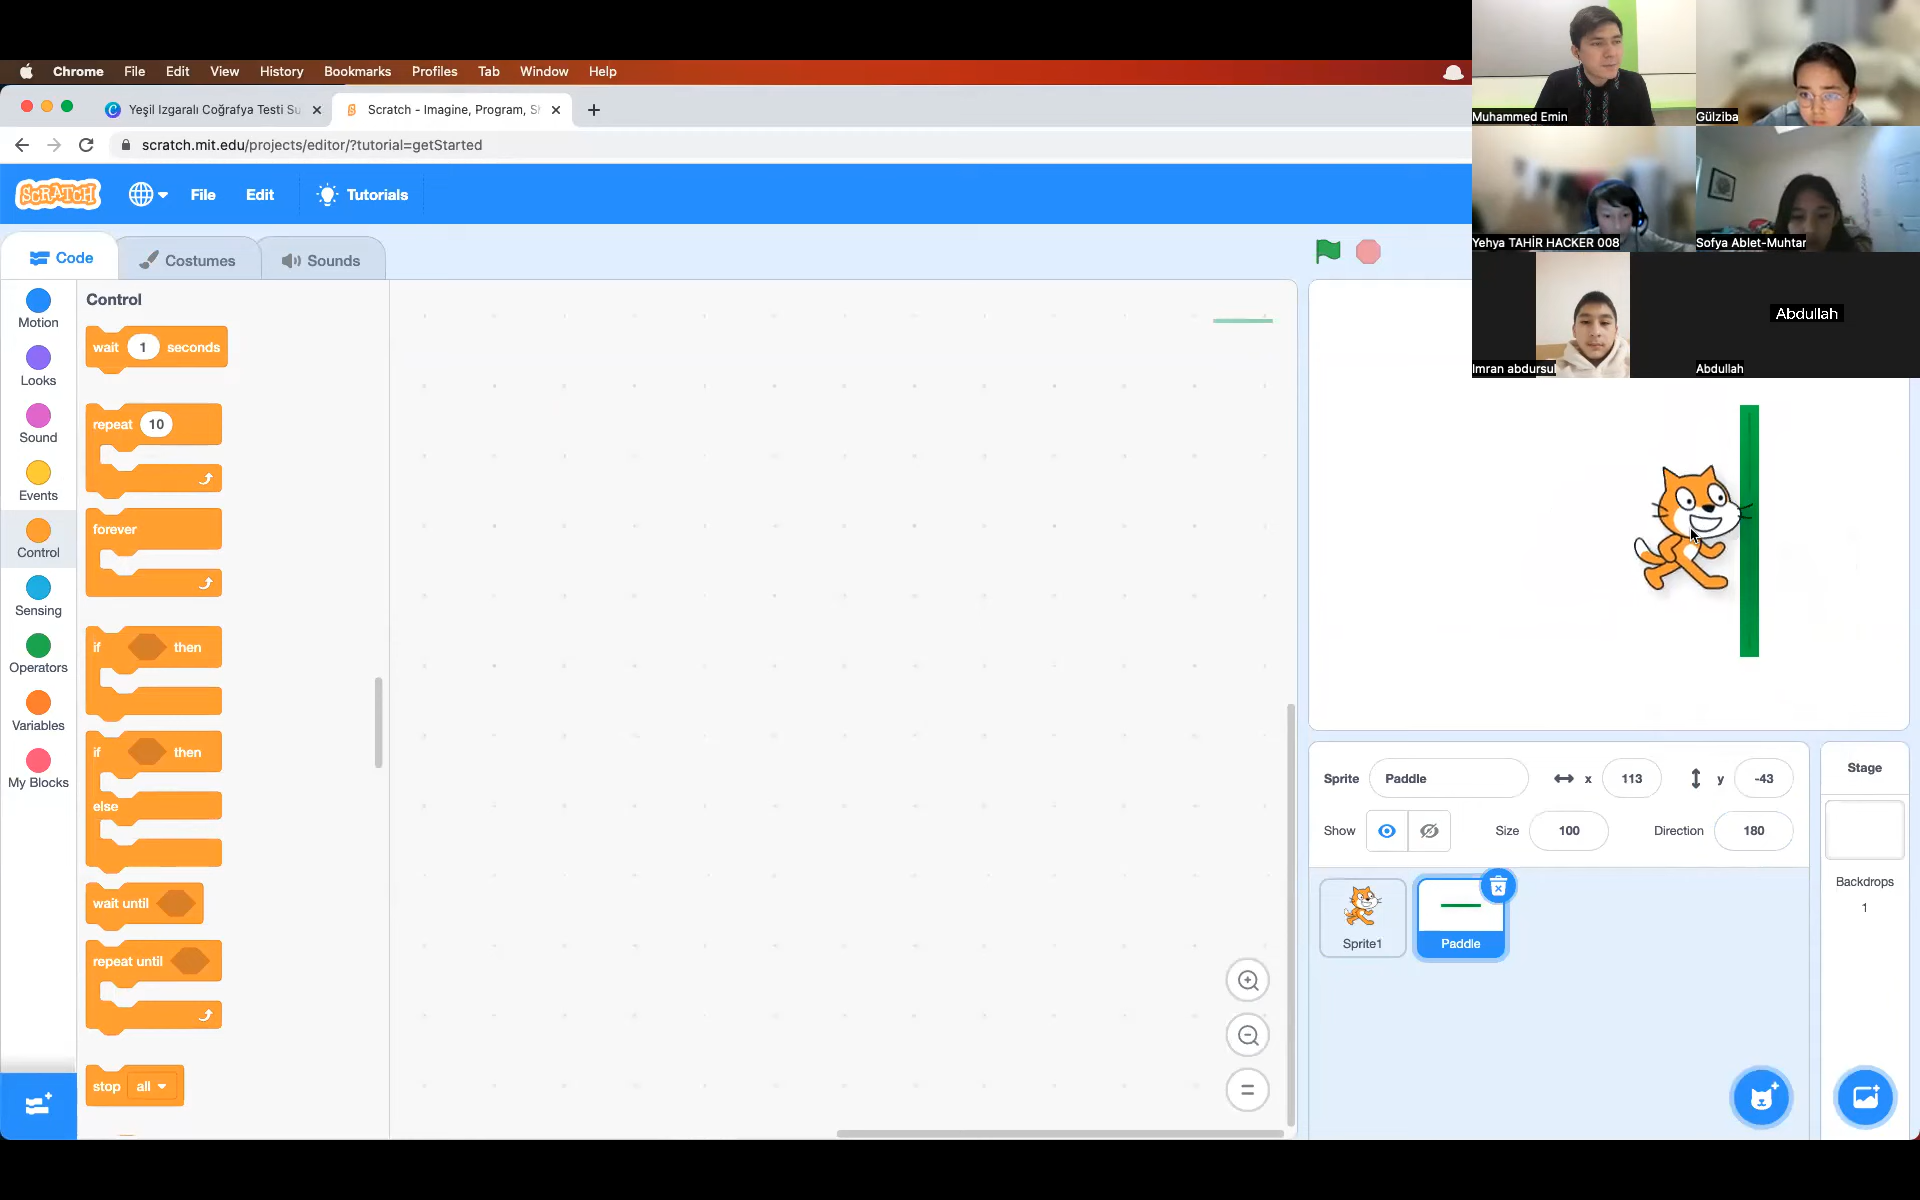 Chrome File Edit View History Bookmarks Profiles Tab Window Help
Yeşil Izgaralı Coğrafya Testi Su
Scratch - Imagine, Program, S
scratch.mit.edu/projects/editor/?tutorial=getStarted
SCRATCH File Edit Tutorials
Code Costumes Sounds
Motion
Looks
Sound
Events
Control
Sensing
Operators
Variables
My Blocks
Control
wait 1 seconds
repeat 10
forever
if then
if then
else
wait until
repeat until
stop all
Muhammed Emin
Gülziba
Yehya TAHİR HACKER 008
Sofya Ablet-Muhtar
Imran abdursul
Abdullah
Abdullah
Sprite Paddle x 113 y -43
Show Size 100 Direction 180
Sprite1
Paddle
Stage
Backdrops
1